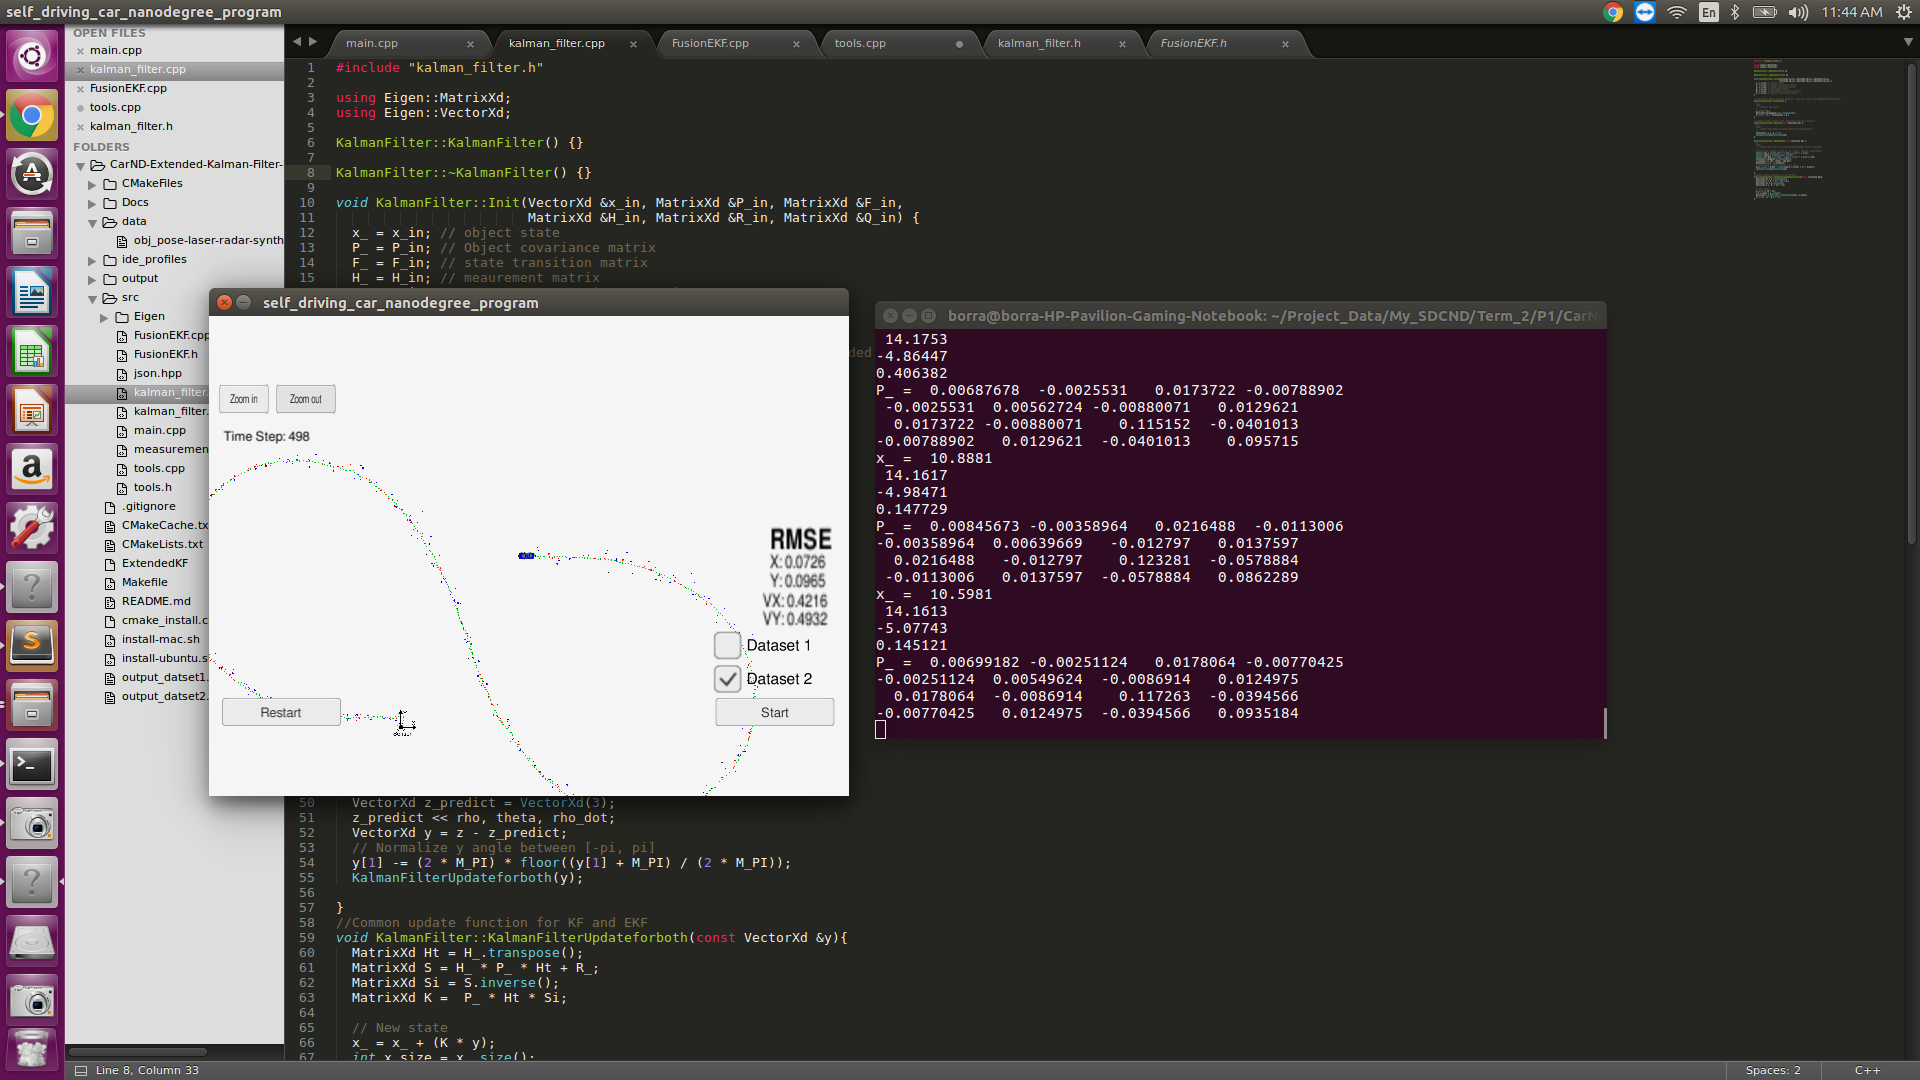 self_driving_car_nanodegree_program
En
11:44 AM
OPEN FILES
main.cpp
kalman_filter.cpp
FusionEKF.cpp
tools.cpp
kalman_filter.h
FOLDERS
CarND-Extended-Kalman-Filter-
CMakeFiles
Docs
data
obj_pose-laser-radar-synth
ide_profiles
output
src
Eigen
FusionEKF.cpp
FusionEKF.h
json.hpp
kalman_filter.
kalman_filter.
main.cpp
measuremen
tools.cpp
tools.h
.gitignore
CMakeCache.tx
CMakeLists.txt
ExtendedKF
Makefile
README.md
cmake_install.c
install-mac.sh
install-ubuntu.s
output_datset1.
output_datset2.
main.cpp
kalman_filter.cpp
FusionEKF.cpp
tools.cpp
kalman_filter.h
FusionEKF.h
1 #include "kalman_filter.h"
2
3 using Eigen::MatrixXd;
4 using Eigen::VectorXd;
5
6 KalmanFilter::KalmanFilter() {}
7
8 KalmanFilter::~KalmanFilter() {}
9
10 void KalmanFilter::Init(VectorXd &x_in, MatrixXd &P_in, MatrixXd &F_in,
11 MatrixXd &H_in, MatrixXd &R_in, MatrixXd &Q_in) {
12 x_ = x_in; // object state
13 P_ = P_in; // Object covariance matrix
14 F_ = F_in; // state transition matrix
15 H_ = H_in; // meaurement matrix
ded
self_driving_car_nanodegree_program
Zoom in
Zoom out
Time Step: 498
RMSE
X: 0.0726
Y: 0.0965
VX: 0.4216
VY: 0.4932
Dataset 1
Dataset 2
Restart
Start
borra@borra-HP-Pavilion-Gaming-Notebook: ~/Project_Data/My_SDCND/Term_2/P1/CarN
14.1753
-4.86447
0.406382
P_ = 0.00687678 -0.0025531 0.0173722 -0.00788902
-0.0025531 0.00562724 -0.00880071 0.0129621
0.0173722 -0.00880071 0.115152 -0.0401013
-0.00788902 0.0129621 -0.0401013 0.095715
x_ = 10.8881
14.1617
-4.98471
0.147729
P_ = 0.00845673 -0.00358964 0.0216488 -0.0113006
-0.00358964 0.00639669 -0.012797 0.0137597
0.0216488 -0.012797 0.123281 -0.0578884
-0.0113006 0.0137597 -0.0578884 0.0862289
x_ = 10.5981
14.1613
-5.07743
0.145121
P_ = 0.00699182 -0.00251124 0.0178064 -0.00770425
-0.00251124 0.00549624 -0.0086914 0.0124975
0.0178064 -0.0086914 0.117263 -0.0394566
-0.00770425 0.0124975 -0.0394566 0.0935184
50 VectorXd z_predict = VectorXd(3);
51 z_predict << rho, theta, rho_dot;
52 VectorXd y = z - z_predict;
53 // Normalize y angle between [-pi, pi]
54 y[1] -= (2 * M_PI) * floor((y[1] + M_PI) / (2 * M_PI));
55 KalmanFilterUpdateforboth(y);
56
57 }
58 //Common update function for KF and EKF
59 void KalmanFilter::KalmanFilterUpdateforboth(const VectorXd &y){
60 MatrixXd Ht = H_.transpose();
61 MatrixXd S = H_ * P_ * Ht + R_;
62 MatrixXd Si = S.inverse();
63 MatrixXd K = P_ * Ht * Si;
64
65 // New state
66 x_ = x_ + (K * y);
67 int x_size = x_.size();
Line 8, Column 33
Spaces: 2
C++